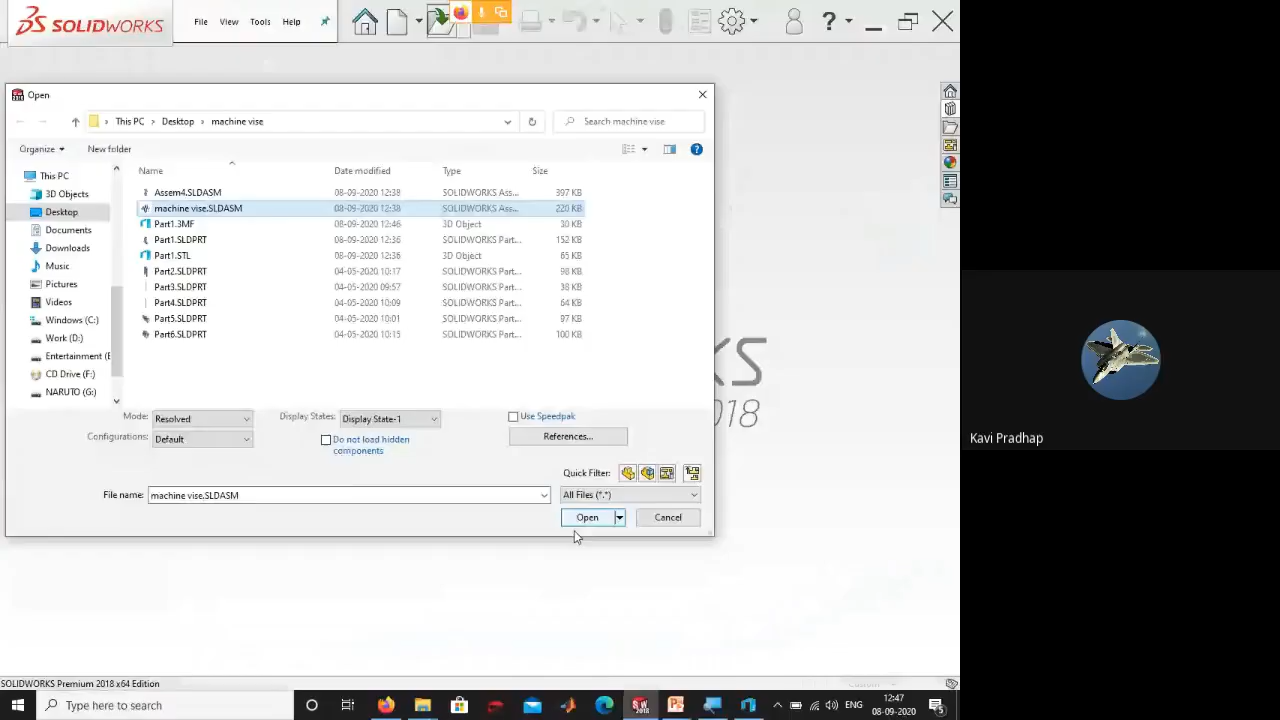 SOLIDWORKS
File View Tools Help
?
Open
This PC > Desktop > machine vise
Search machine vise
Organize
New folder
Name Date modified Type Size
This PC
3D Objects
Desktop
Documents
Downloads
Music
Pictures
Videos
Windows (C:)
Work (D:)
Entertainment (E
CD Drive (F:)
NARUTO (G:)
Assem4.SLDASM 08-09-2020 12:38 SOLIDWORKS Ass... 397 KB
machine vise.SLDASM 08-09-2020 12:38 SOLIDWORKS Ass... 220 KB
Part1.3MF 08-09-2020 12:46 3D Object 30 KB
Part1.SLDPRT 08-09-2020 12:36 SOLIDWORKS Part... 152 KB
Part1.STL 08-09-2020 12:36 3D Object 65 KB
Part2.SLDPRT 04-05-2020 10:17 SOLIDWORKS Part... 98 KB
Part3.SLDPRT 04-05-2020 09:57 SOLIDWORKS Part... 38 KB
Part4.SLDPRT 04-05-2020 10:09 SOLIDWORKS Part... 64 KB
Part5.SLDPRT 04-05-2020 10:01 SOLIDWORKS Part... 97 KB
Part6.SLDPRT 04-05-2020 10:15 SOLIDWORKS Part... 100 KB
KS
2018
Mode: Resolved
Display States: Display State-1
Use Speedpak
Configurations: Default
Do not load hidden
components
References...
Quick Filter:
File name: machine vise.SLDASM
All Files (*.*)
Open
Cancel
Kavi Pradhap
SOLIDWORKS Premium 2018 x64 Edition
Type here to search
ENG
12:47
08-09-2020
5